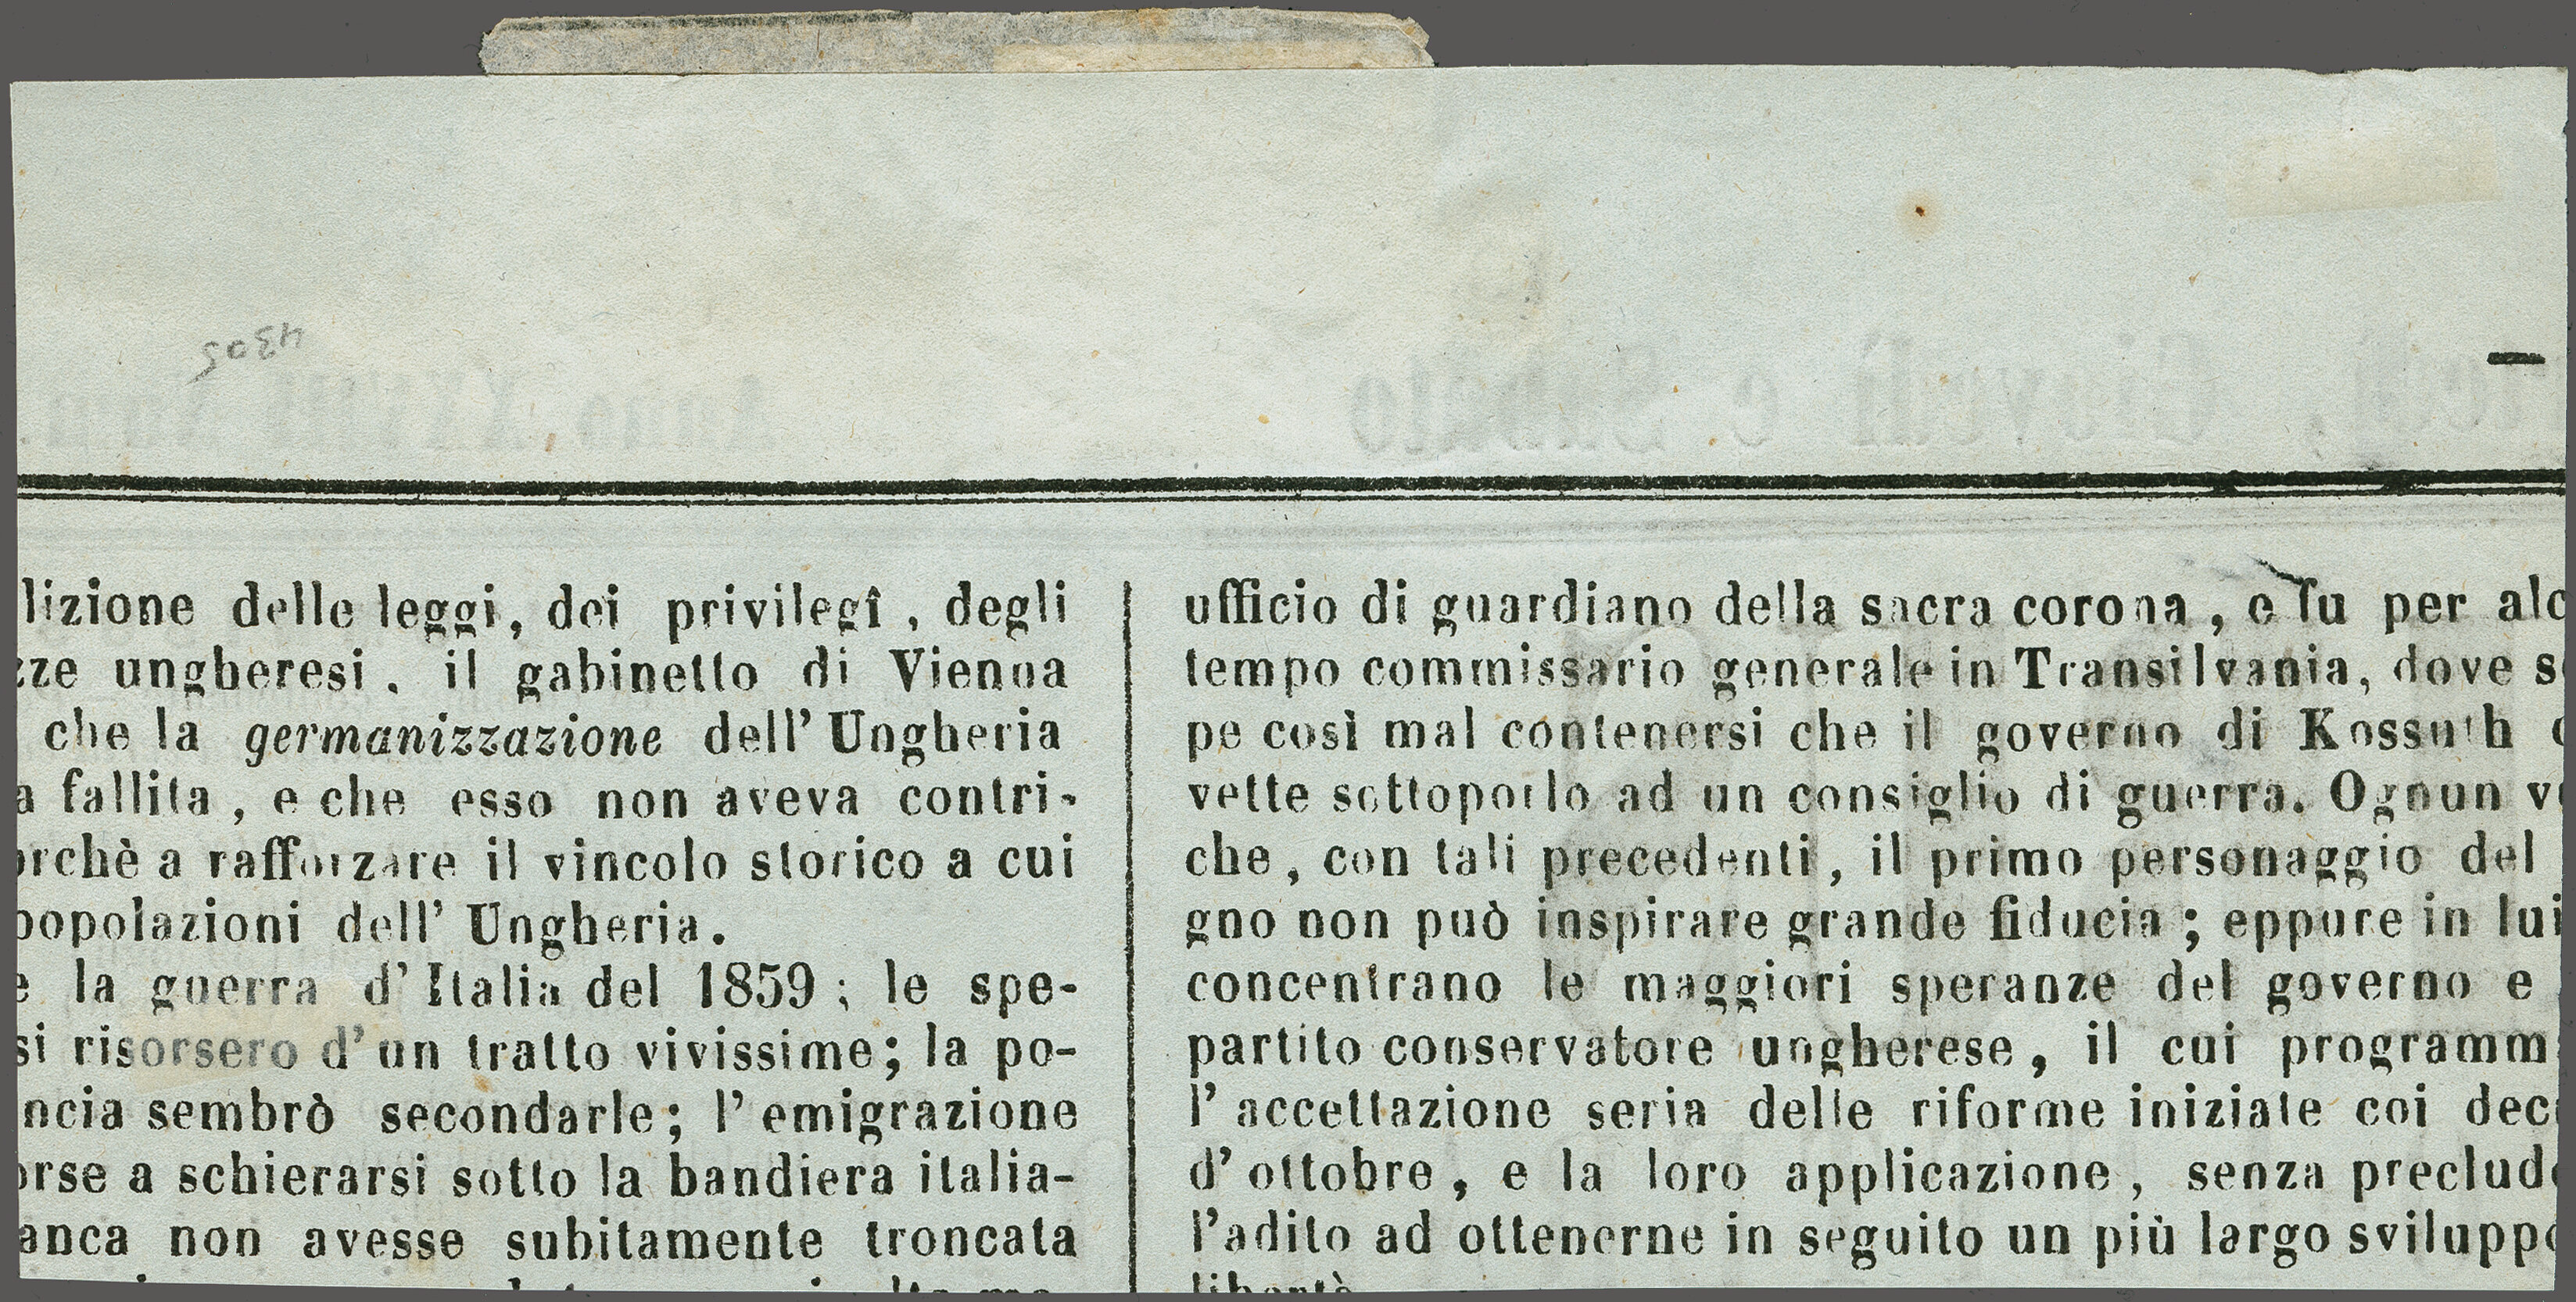 4305
—
lizione delle leggi, dei privilegî, degli
zze ungheresi, il gabinetto di Vienna
che la germanizzazione dell' Ungheria
a fallita, e che esso non aveva contri-
orchè a rafforzare il vincolo storico a cui
popolazioni dell' Ungheria.
e la guerra d' Italia del 1859; le spe-
si risorsero d' un tratto vivissime; la po-
ncia sembrò secondarle; l' emigrazione
orse a schierarsi sotto la bandiera italia-
anca non avesse subitamente troncata
ufficio di guardiano della sacra corona, e fu per alc
tempo commissario generale in Transilvania, dove s
pe così mal contenersi che il governo di Kossuth
vette sottoporlo ad un consiglio di guerra. Ognun v
che, con tali precedenti, il primo personaggio del
gno non può inspirare grande fiducia; eppure in lui
concentrano le maggiori speranze del governo e
partito conservatore ungherese, il cui programm
l' accettazione seria delle riforme iniziate coi dec
d' ottobre, e la loro applicazione, senza preclud
l'adito ad ottenerne in seguito un più largo svilupp
libertà